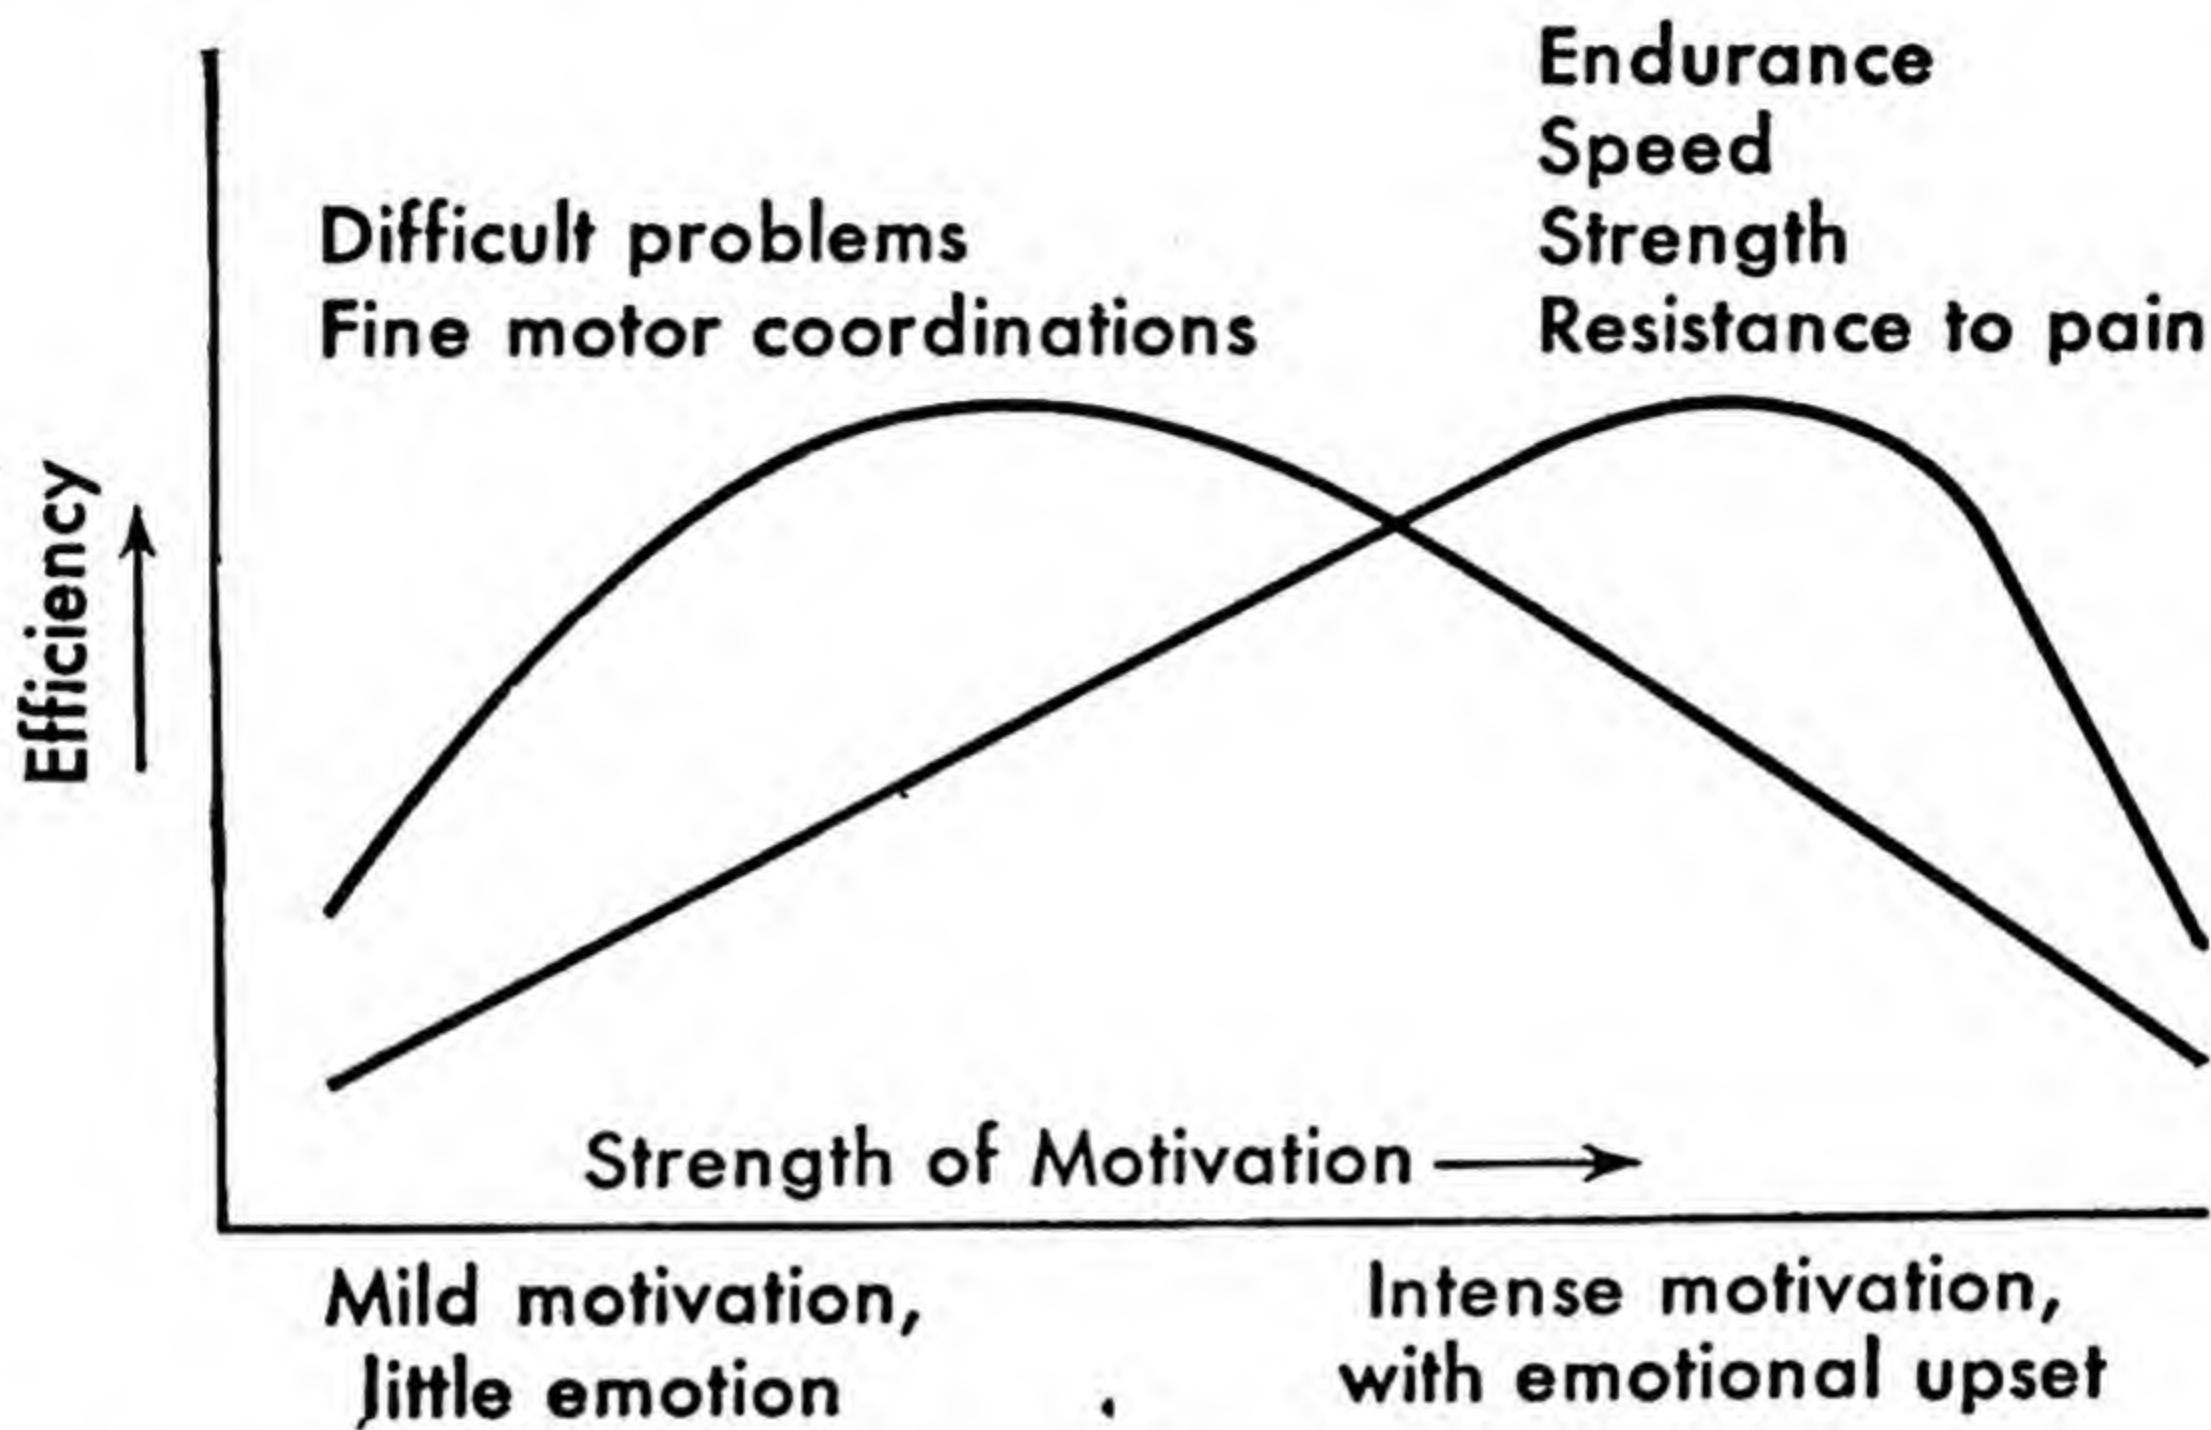 Endurance
Speed
Strength
Resistance to pain
Difficult problems
Fine motor coordinations
Efficiency
Strength of Motivation
Mild motivation,
little emotion
Intense motivation,
with emotional upset